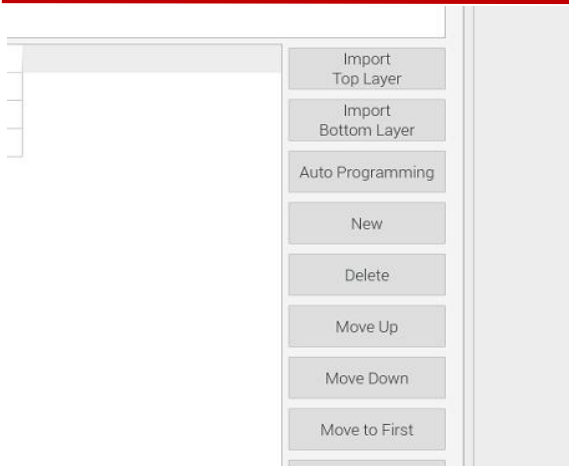 Import
Top Layer
Import
Bottom Layer
Auto Programming
New
Delete
Move Up
Move Down
Move to First